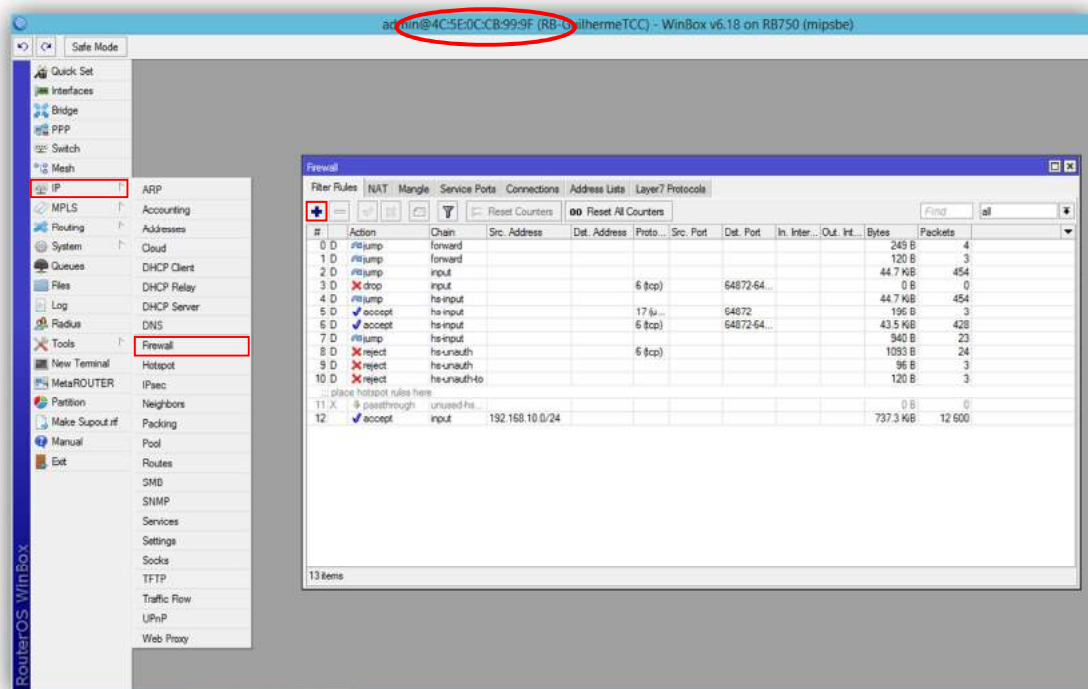 admin@4C:5E:0C:CB:99:9F (RB-GuilhermeTCC) - WinBox v6.18 on RB750 (mipsbe)
Safe Mode
Quick Set
Interfaces
Bridge
PPP
Switch
Mesh
IP
MPLS
Routing
System
Queues
Files
Log
Radius
Tools
New Terminal
MetaROUTER
Partition
Make Supout.rif
Manual
Exit
RouterOS WinBox
ARP
Accounting
Addresses
Cloud
DHCP Client
DHCP Relay
DHCP Server
DNS
Firewall
Hotspot
IPsec
Neighbors
Packing
Pool
Routes
SMB
SNMP
Services
Settings
Socks
TFTP
Traffic Flow
UPnP
Web Proxy
Firewall
Filter Rules NAT Mangle Service Ports Connections Address Lists Layer7 Protocols
Reset Counters 00 Reset All Counters Find all
# Action Chain Src. Address Dst. Address Proto... Src. Port Dst. Port In. Inter... Out. Int... Bytes Packets
0 D jump forward 249 B 4
1 D jump forward 120 B 3
2 D jump input 44.7 KiB 454
3 D drop input 6 (tcp) 64872-64... 0 B 0
4 D jump hs-input 44.7 KiB 454
5 D accept hs-input 17 (u... 64872 196 B 3
6 D accept hs-input 6 (tcp) 64872-64... 43.5 KiB 428
7 D jump hs-input 940 B 23
8 D reject hs-unauth 6 (tcp) 1093 B 24
9 D reject hs-unauth 96 B 3
10 D reject hs-unauth-to 120 B 3
... place hotspot rules here
11 X passthrough unused-hs... 0 B 0
12 accept input 192.168.10.0/24 737.3 KiB 12 600
13 items